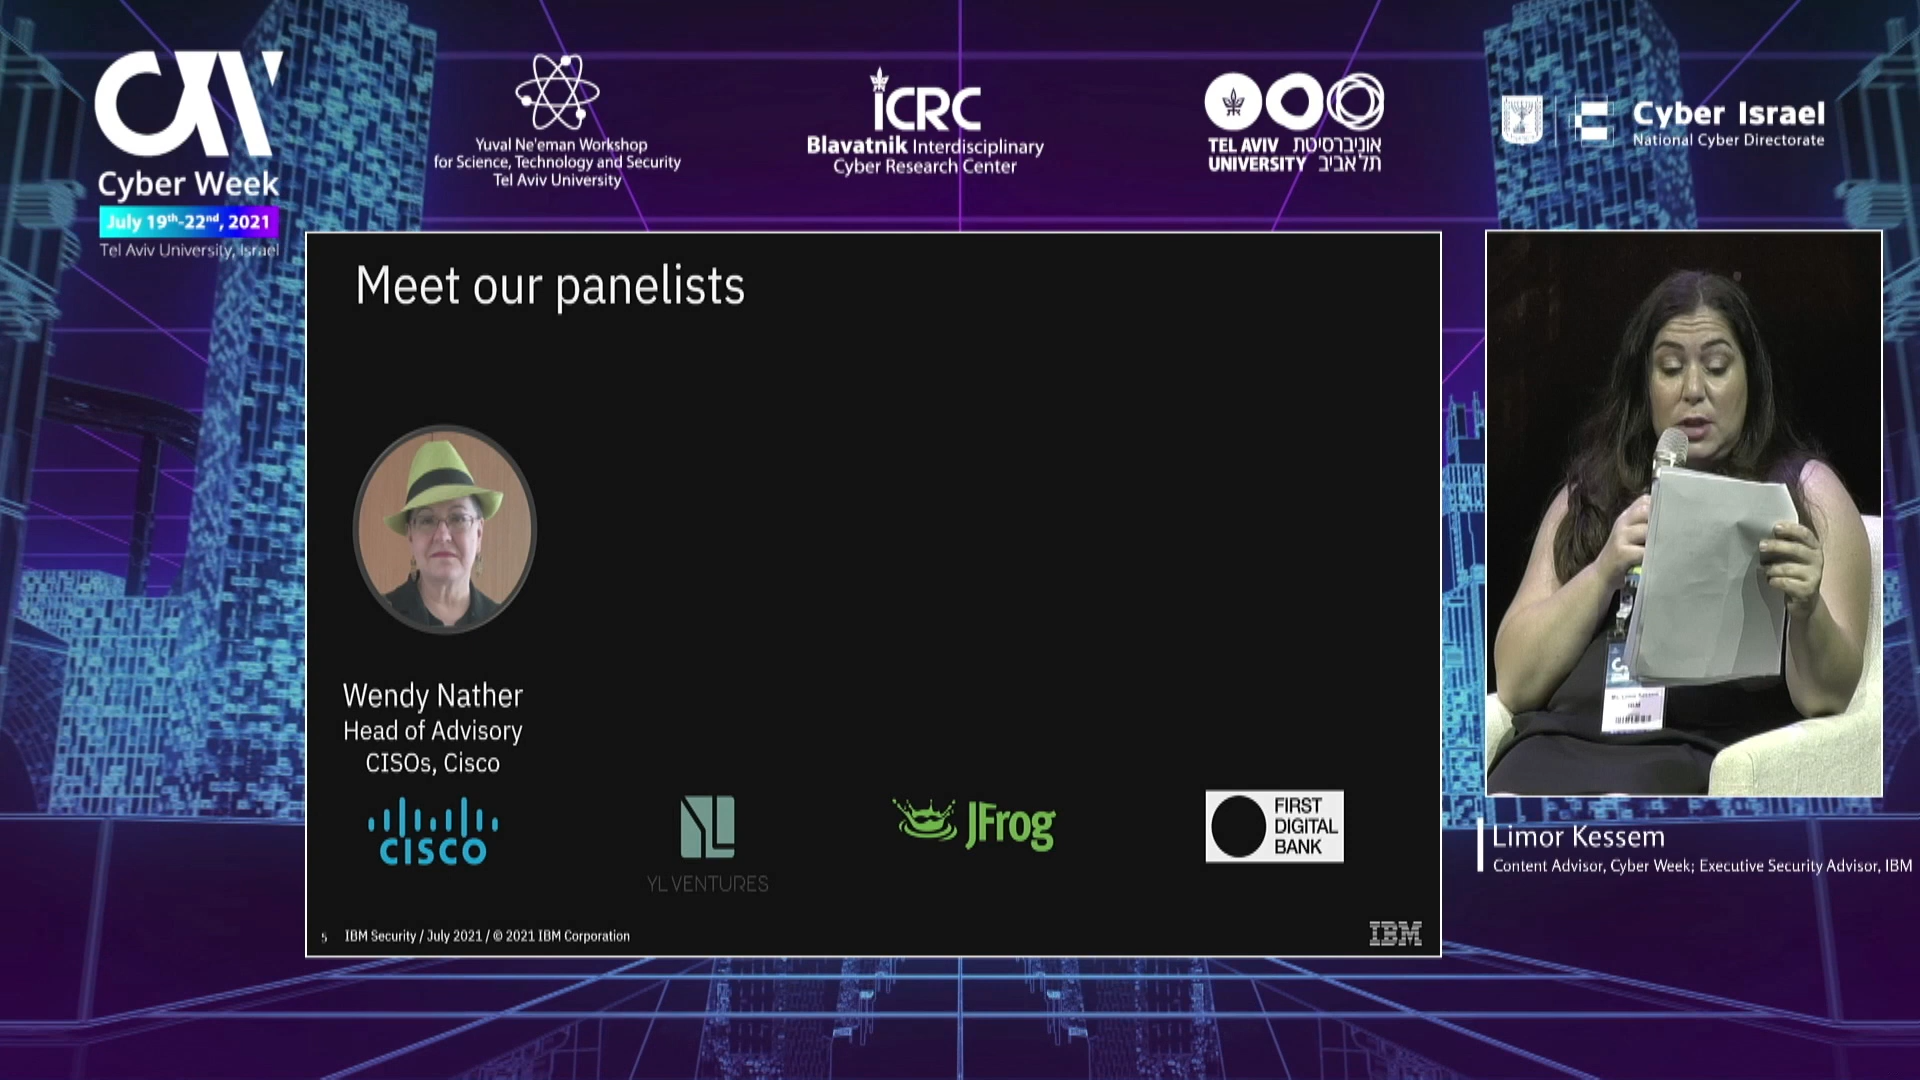 Cyber Week
July 19th-22nd, 2021
Tel Aviv University, Israel
Yuval Ne'eman Workshop
for Science, Technology and Security
Tel Aviv University
ICRC
Blavatnik Interdisciplinary
Cyber Research Center
TEL AVIV אוניברסיטת
UNIVERSITY תל אביב
Cyber Israel
National Cyber Directorate
Meet our panelists
Wendy Nather
Head of Advisory
CISOs, Cisco
CISCO
YL
YL VENTURES
JFrog
FIRST
DIGITAL
BANK
5 IBM Security / July 2021 / © 2021 IBM Corporation
IBM
Limor Kessem
Content Advisor, Cyber Week; Executive Security Advisor, IBM